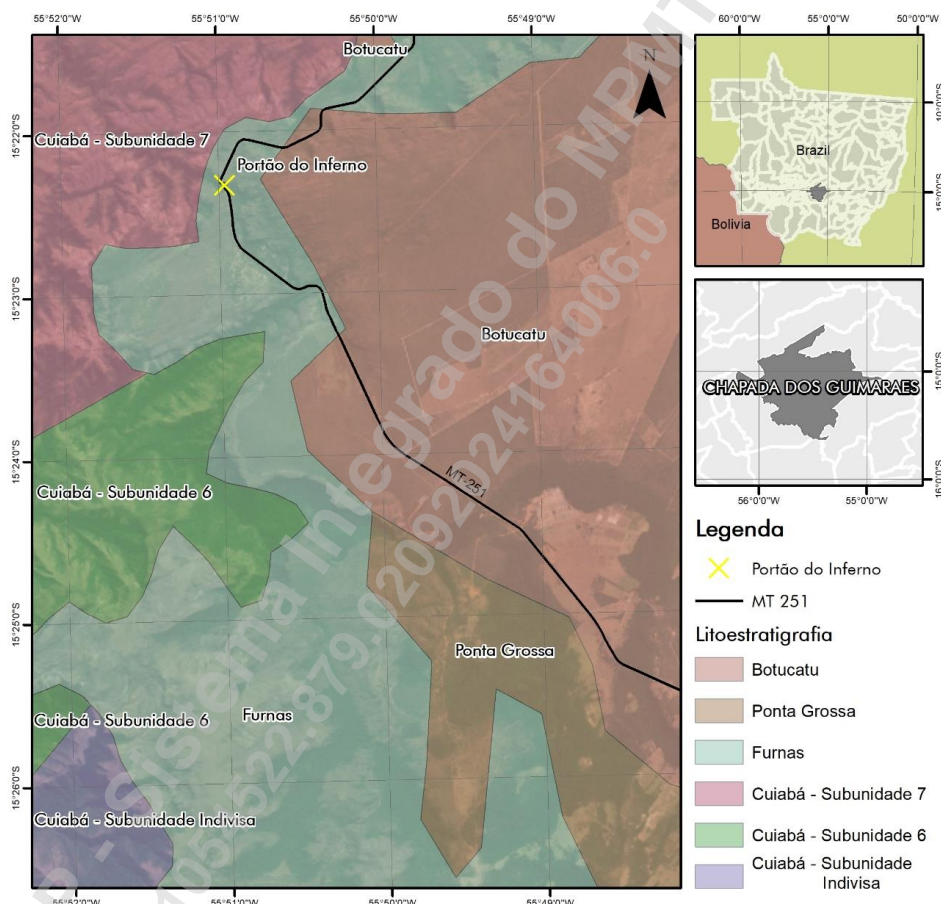 55°52'0"W 55°51'0"W 55°50'0"W 55°49'0"W
60°0'0"W 55°0'0"W 50°0'0"W
Botucatu
N
15°22'0"S
Cuiabá - Subunidade 7
Portão do Inferno
15°23'0"S
Botucatu
15°24'0"S
Cuiabá - Subunidade 6
MT-251
15°25'0"S
Ponta Grossa
Cuiabá - Subunidade 6
Furnas
15°26'0"S
Cuiabá - Subunidade Indivisa
55°52'0"W 55°51'0"W 55°50'0"W 55°49'0"W
Brazil
Bolivia
10°0'0"S
15°0'0"S
CHAPADA DOS GUIMARAES
15°0'0"S
16°0'0"S
56°0'0"W 55°0'0"W
Legenda
Portão do Inferno
MT 251
Litoestratigrafia
Botucatu
Ponta Grossa
Furnas
Cuiabá - Subunidade 7
Cuiabá - Subunidade 6
Cuiabá - Subunidade
Indivisa
Sistema Integrado do MPMT